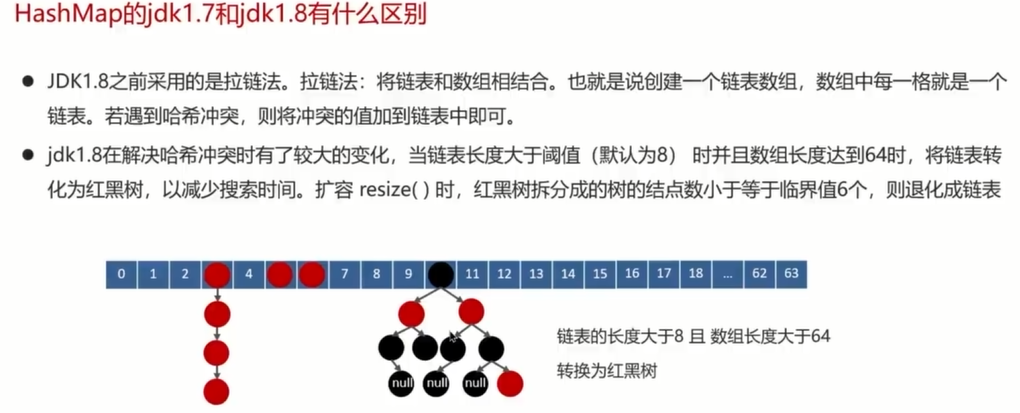 HashMap的jdk1.7和jdk1.8有什么区别
JDK1.8之前采用的是拉链法。拉链法：将链表和数组相结合。也就是说创建一个链表数组，数组中每一格就是一个
链表。若遇到哈希冲突，则将冲突的值加到链表中即可。
jdk1.8在解决哈希冲突时有了较大的变化，当链表长度大于阈值（默认为8） 时并且数组长度达到64时，将链表转
化为红黑树，以减少搜索时间。扩容 resize( ) 时，红黑树拆分成的树的结点数小于等于临界值6个，则退化成链表
0 1 2 4 7 8 9 11 12 13 14 15 16 17 18 ... 62 63
链表的长度大于8 且 数组长度大于64
转换为红黑树
null null null